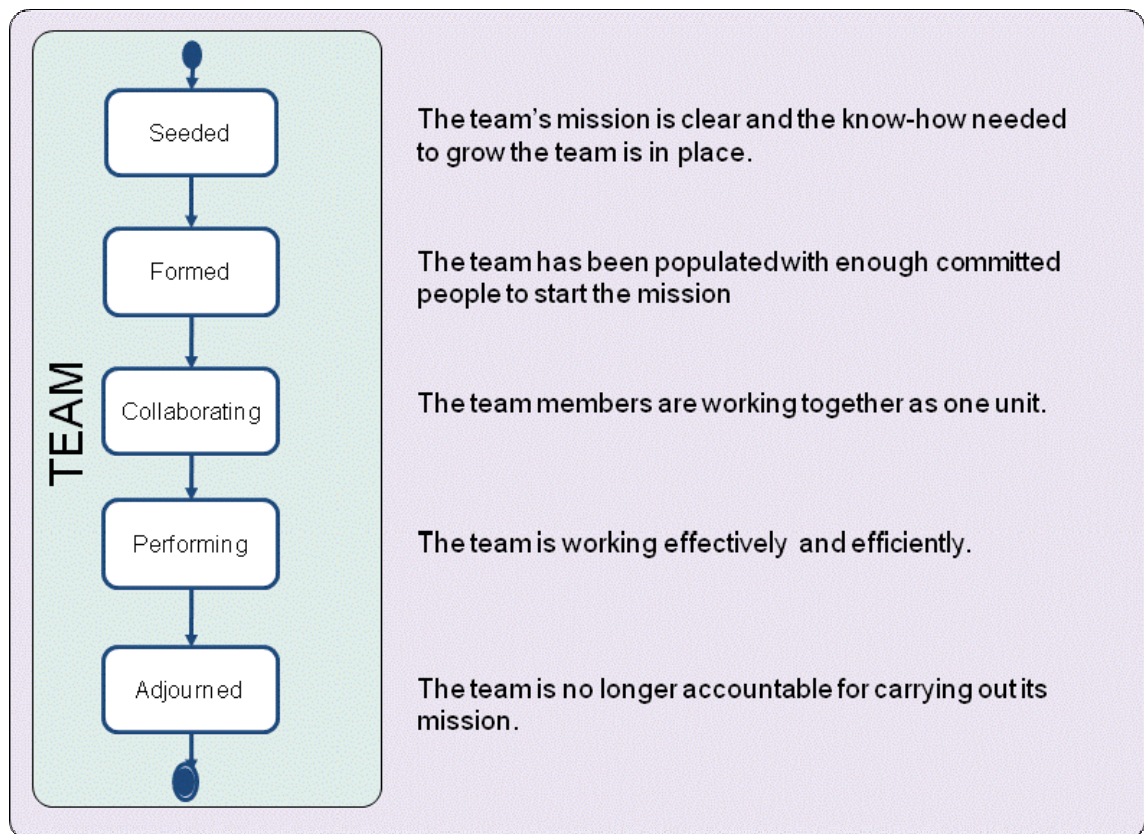 TEAM
Seeded
The team's mission is clear and the know-how needed
to grow the team is in place.
Formed
The team has been populated with enough committed
people to start the mission
Collaborating
The team members are working together as one unit.
Performing
The team is working effectively and efficiently.
Adjourned
The team is no longer accountable for carrying out its
mission.